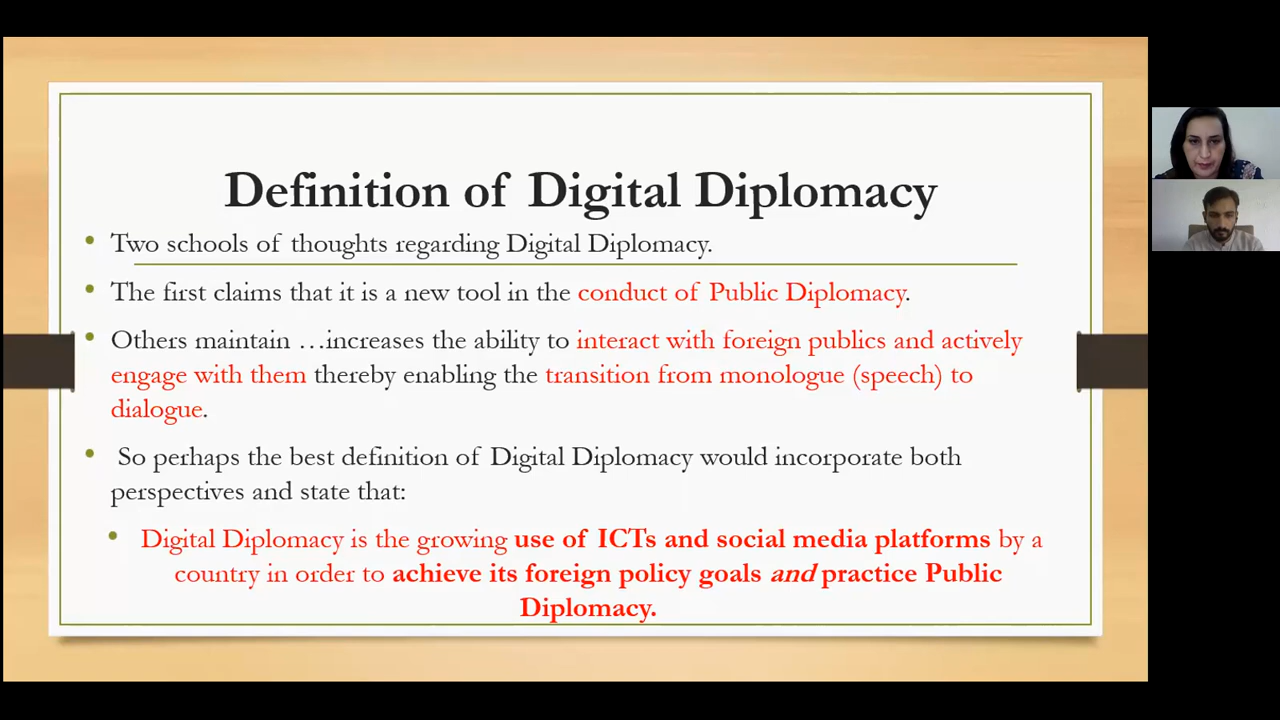 Definition of Digital Diplomacy
Two schools of thoughts regarding Digital Diplomacy.
The first claims that it is a new tool in the conduct of Public Diplomacy.
Others maintain …increases the ability to interact with foreign publics and actively
engage with them thereby enabling the transition from monologue (speech) to
dialogue.
So perhaps the best definition of Digital Diplomacy would incorporate both
perspectives and state that:
Digital Diplomacy is the growing use of ICTs and social media platforms by a
country in order to achieve its foreign policy goals and practice Public
Diplomacy.